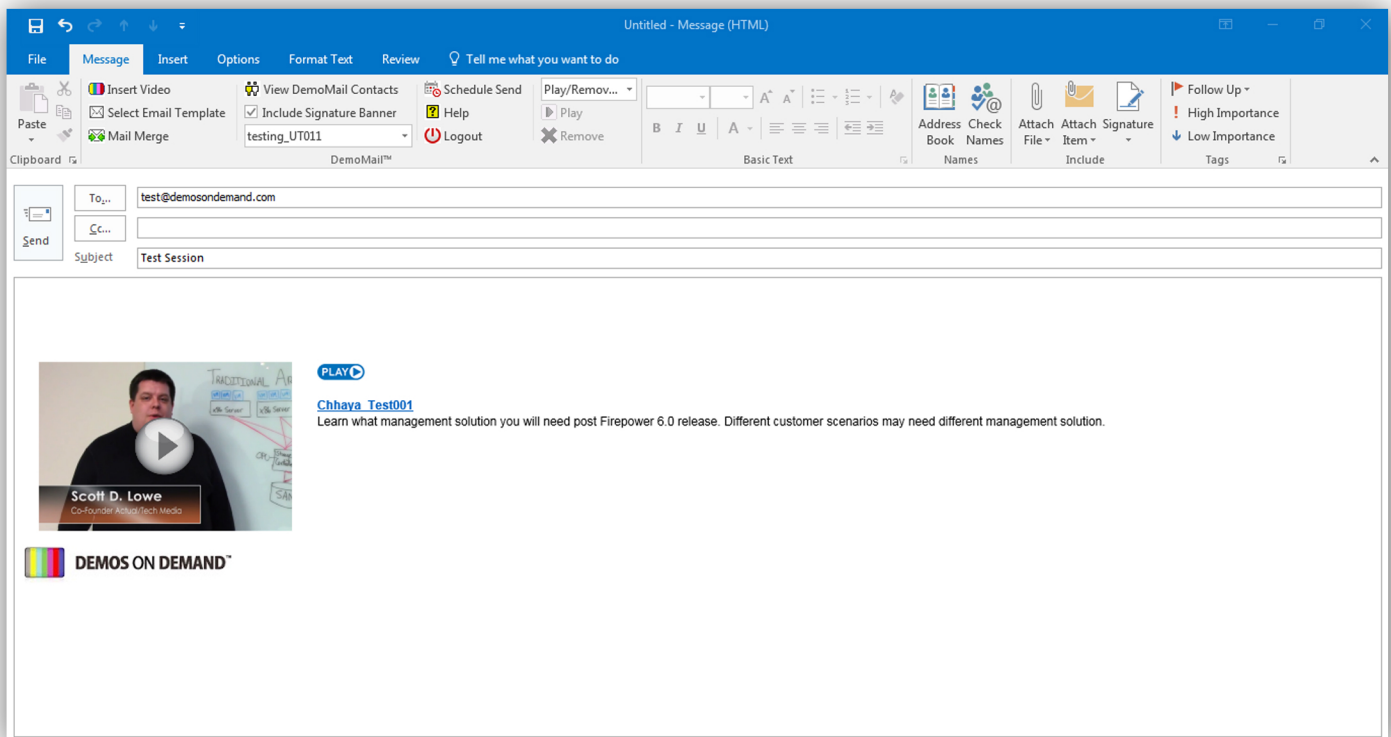 Untitled - Message (HTML)
File Message Insert Options Format Text Review Tell me what you want to do
Paste
Clipboard
Insert Video
Select Email Template
Mail Merge
View DemoMail Contacts
Include Signature Banner
testing_UT011
Schedule Send
Help
Logout
DemoMail™
Play/Remov...
Play
Remove
B I U A
Basic Text
Address Book
Check Names
Names
Attach File
Attach Item
Signature
Include
Follow Up
High Importance
Low Importance
Tags
Send
To...
test@demosondemand.com
Cc...
Subject
Test Session
TRADITIONAL
x86 Server
x86 Server
Scott D. Lowe
Co-Founder ActualTech Media
PLAY
Chhaya_Test001
Learn what management solution you will need post Firepower 6.0 release. Different customer scenarios may need different management solution.
DEMOS ON DEMAND™